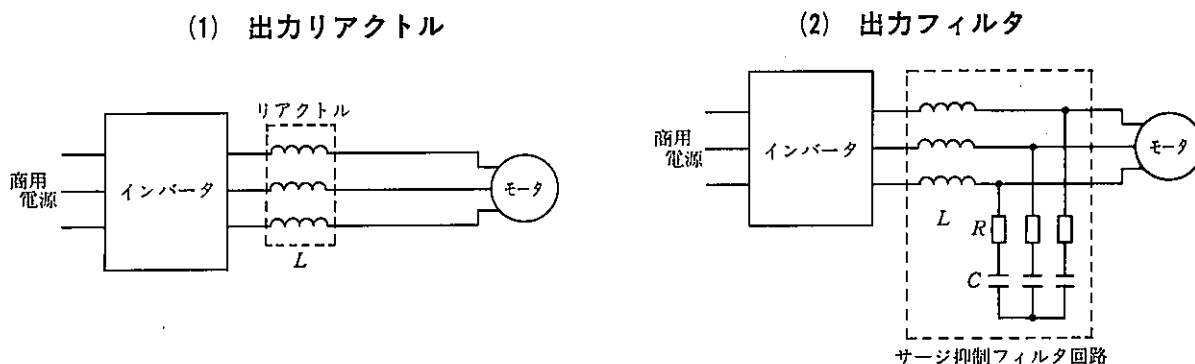 (1) 出力リアクトル
リアクトル
商用
電源
インバータ
モータ
L
(2) 出力フィルタ
商用
電源
インバータ
モータ
L
R
C
サージ抑制フィルタ回路